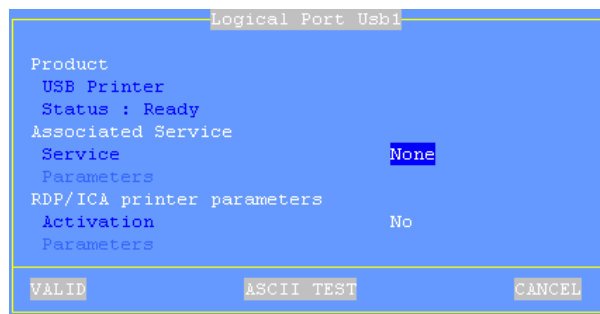 Logical Port Usb1
Product
USB Printer
Status : Ready
Associated Service
Service None
Parameters
RDP/ICA printer parameters
Activation No
Parameters
VALID ASCII TEST CANCEL